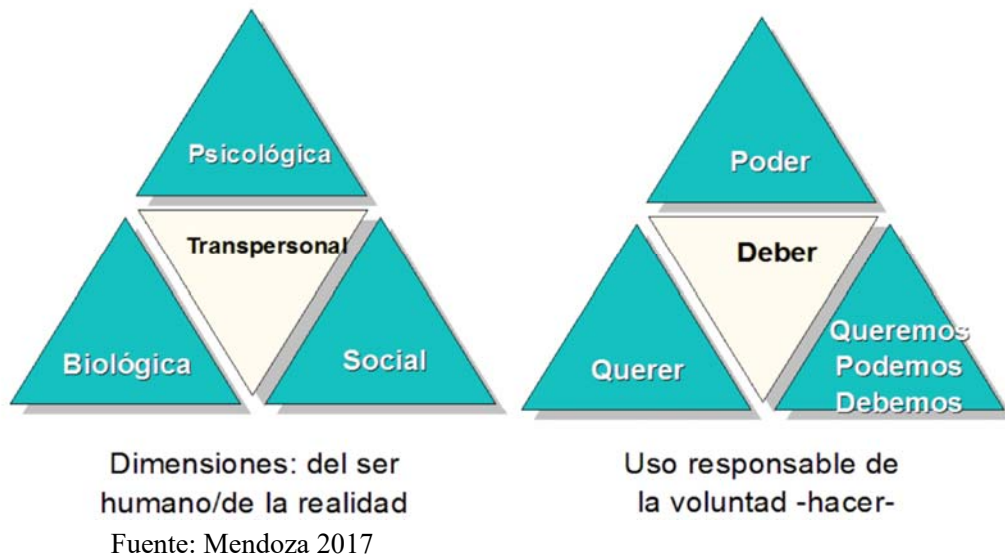 Psicológica
Transpersonal
Biológica
Social
Dimensiones: del ser
humano/de la realidad
Poder
Deber
Querer
Queremos
Podemos
Debemos
Uso responsable de
la voluntad -hacer-
Fuente: Mendoza 2017